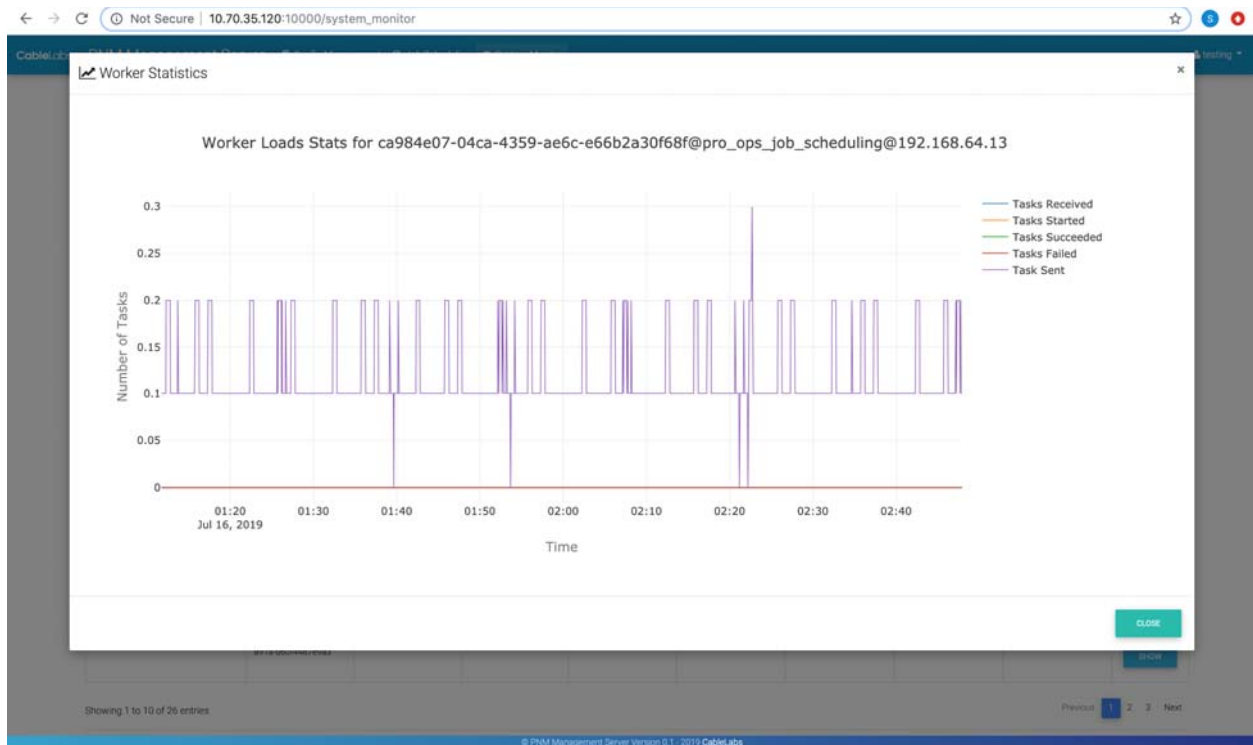 Not Secure | 10.70.35.120:10000/system_monitor
S
CableLabs
testing
Worker Statistics
×
Worker Loads Stats for ca984e07-04ca-4359-ae6c-e66b2a30f68f@pro_ops_job_scheduling@192.168.64.13
Number of Tasks
0.3
0.25
0.2
0.15
0.1
0.05
0
01:20 01:30 01:40 01:50 02:00 02:10 02:20 02:30 02:40
Jul 16, 2019
Time
Tasks Received
Tasks Started
Tasks Succeeded
Tasks Failed
Task Sent
CLOSE
SHOW
Showing 1 to 10 of 26 entries
Previous 1 2 3 Next
© PNM Management Server Version 0.1 - 2019 CableLabs